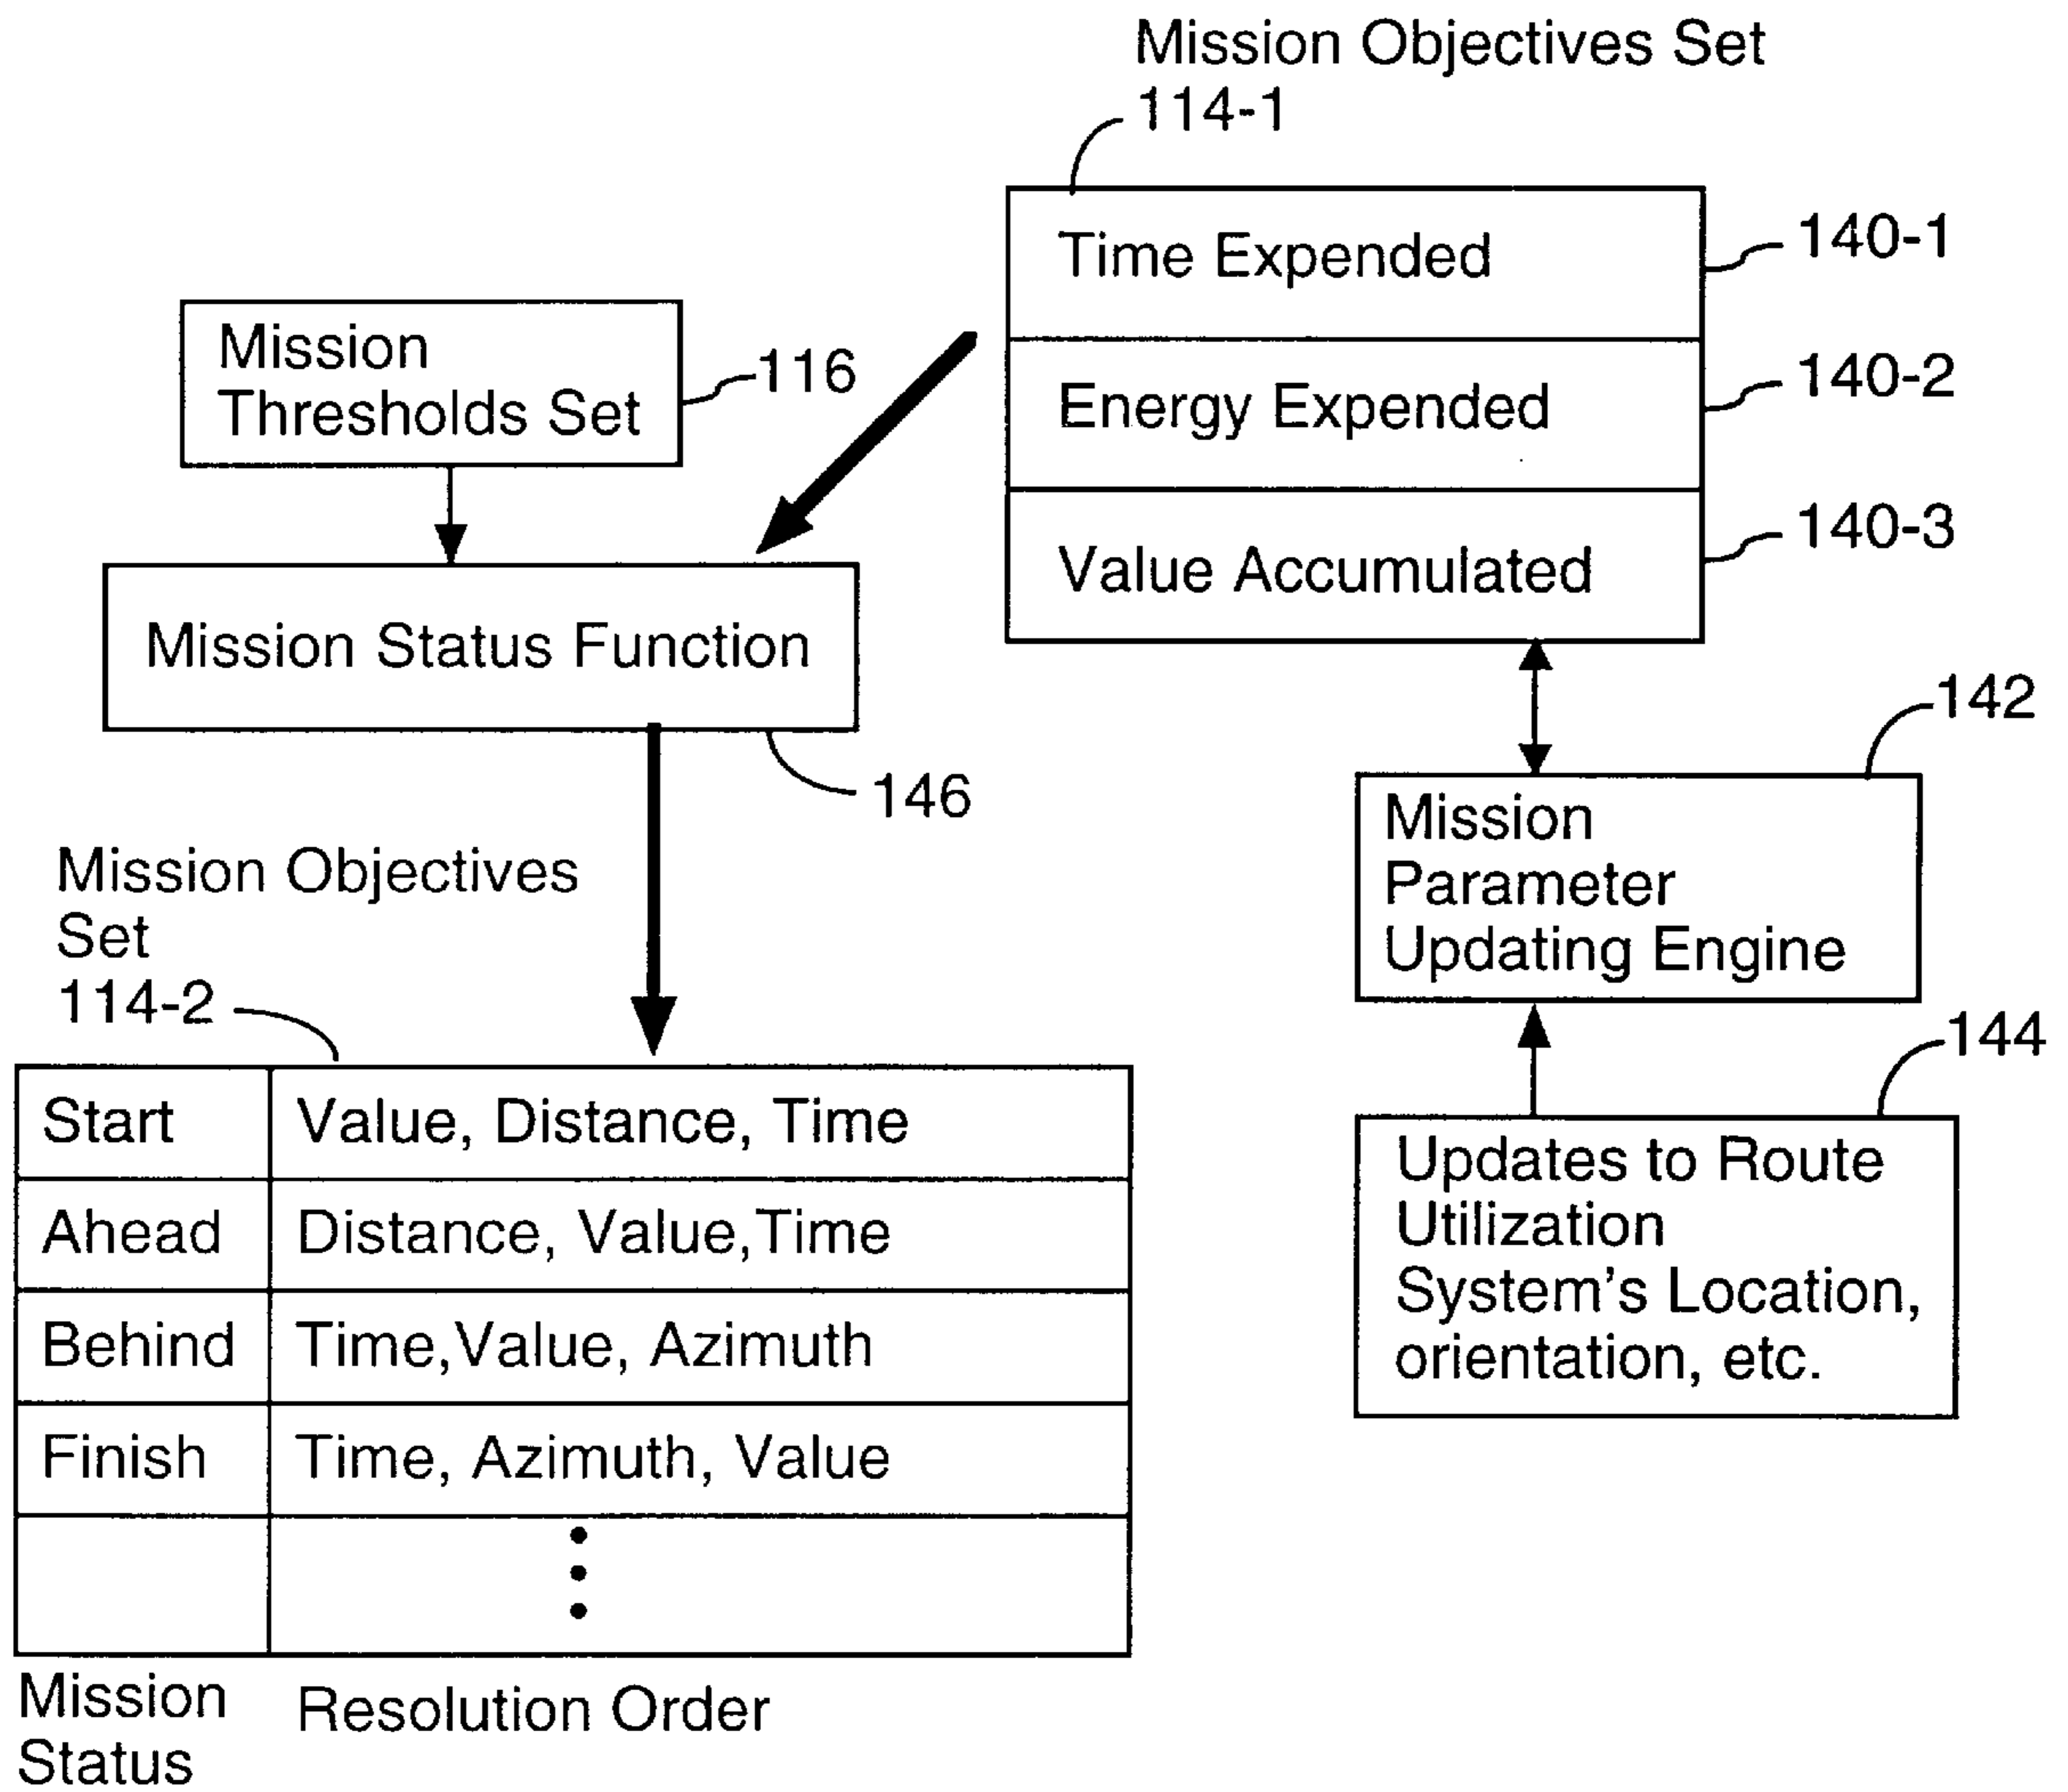 Mission Objectives Set
114-1
Time Expended
140-1
Energy Expended
140-2
Value Accumulated
140-3
Mission
Thresholds Set
116
Mission Status Function
146
142
Mission
Parameter
Updating Engine
144
Updates to Route
Utilization
System's Location,
orientation, etc.
Mission Objectives
Set
114-2
Start
Value, Distance, Time
Ahead
Distance, Value,Time
Behind
Time,Value, Azimuth
Finish
Time, Azimuth, Value
Mission
Status
Resolution Order